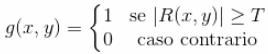 g(x, y) = { 1 se |R(x, y)| ≥ T
0 caso contrario